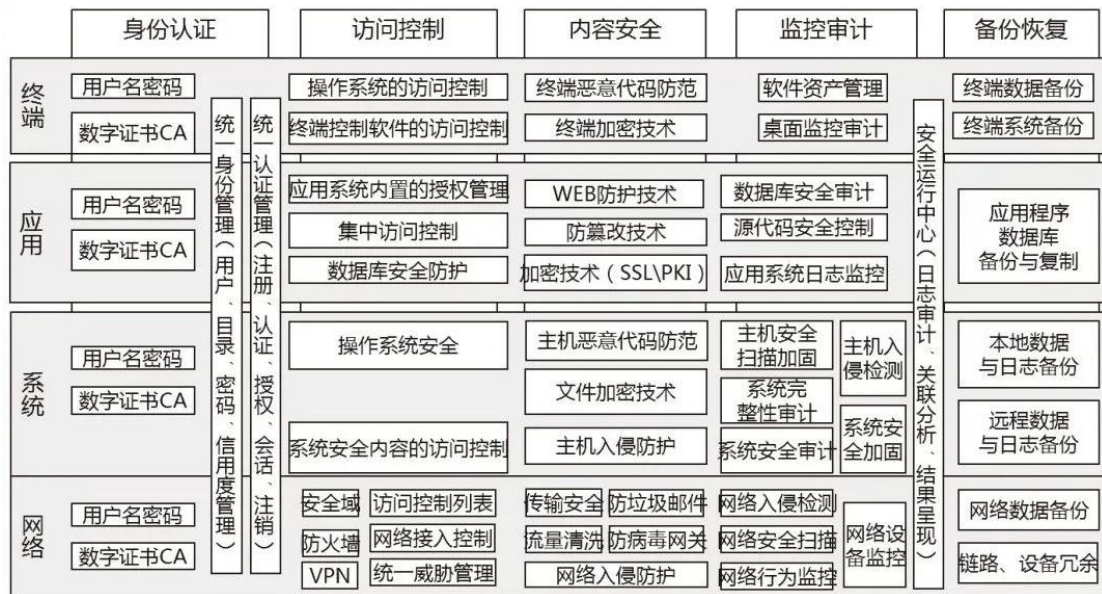 身份认证
访问控制
内容安全
监控审计
备份恢复
终端
用户名密码
数字证书CA
操作系统的访问控制
终端控制软件的访问控制
终端恶意代码防范
终端加密技术
软件资产管理
桌面监控审计
终端数据备份
终端系统备份
统一身份管理(用户、目录、密码、信用度管理)
统一认证管理(注册、认证、授权、会话、注销)
安全运行中心(日志审计、关联分析、结果呈现)
应用
用户名密码
数字证书CA
应用系统内置的授权管理
集中访问控制
数据库安全防护
WEB防护技术
防篡改技术
加密技术(SSL\PKI)
数据库安全审计
源代码安全控制
应用系统日志监控
应用程序
数据库
备份与复制
系统
用户名密码
数字证书CA
操作系统安全
系统安全内容的访问控制
主机恶意代码防范
文件加密技术
主机入侵防护
主机安全
扫描加固
系统完
整性审计
系统安全审计
主机入
侵检测
系统安
全加固
本地数据
与日志备份
远程数据
与日志备份
网络
用户名密码
数字证书CA
安全域
访问控制列表
防火墙
网络接入控制
VPN
统一威胁管理
传输安全
防垃圾邮件
流量清洗
防病毒网关
网络入侵防护
网络入侵检测
网络安全扫描
网络行为监控
网络设
备监控
网络数据备份
链路、设备冗余